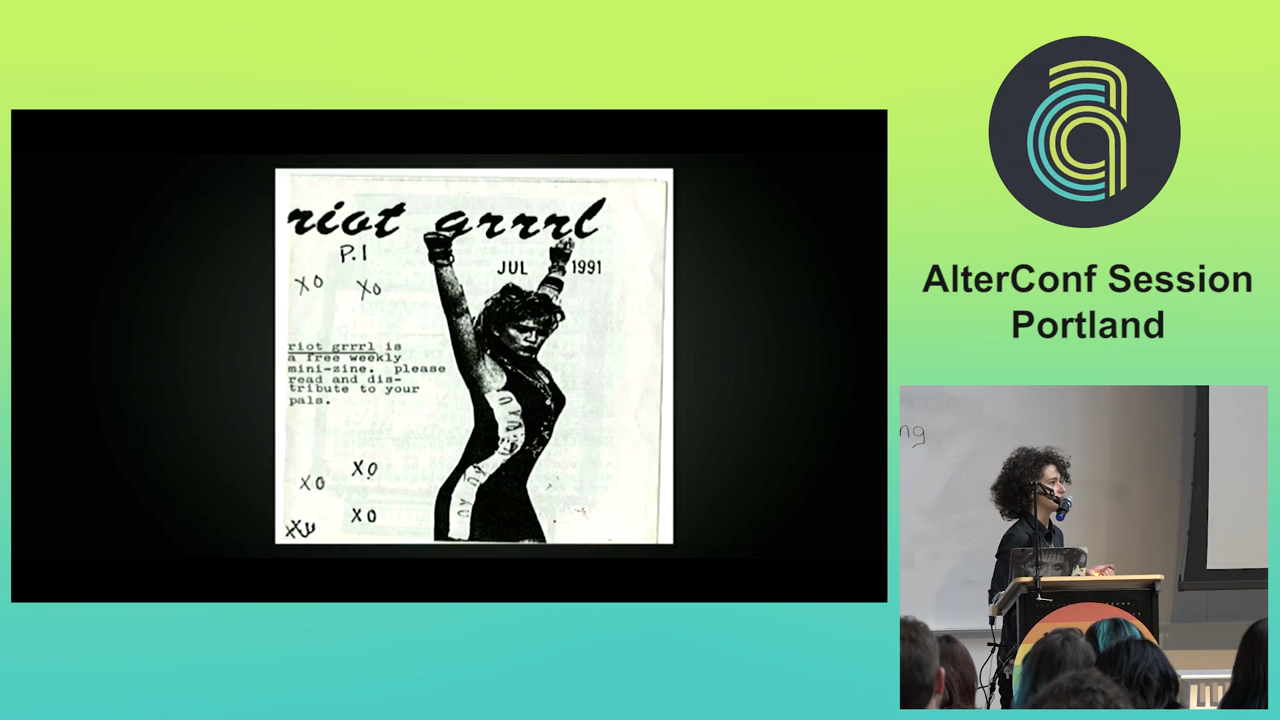 riot grrrl
P.1
JUL 1991
XO
XO
riot grrrl is
a free weekly
mini-zine. please
read and dis-
tribute to your
pals.
XO
XO
XO
AlterConf Session
Portland
ng